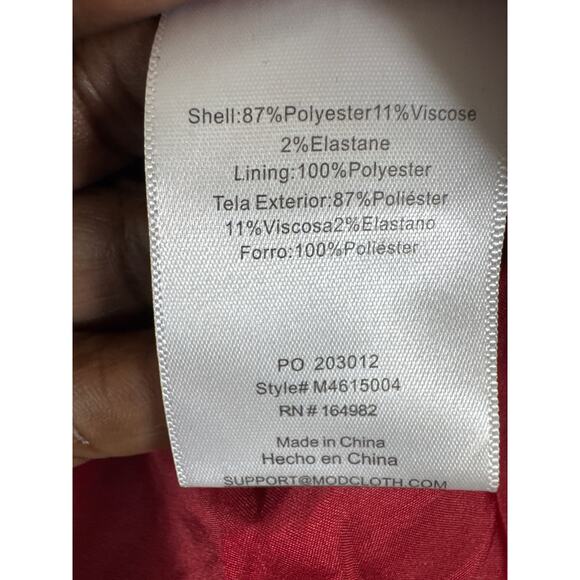 Shell:87%Polyester11%Viscose
2%Elastane
Lining:100%Polyester
Tela Exterior:87%Poliéster
11%Viscosa2%Elastano
Forro:100%Poliéster
PO 203012
Style# M4615004
RN # 164982
Made in China
Hecho en China
SUPPORT@MODCLOTH.COM